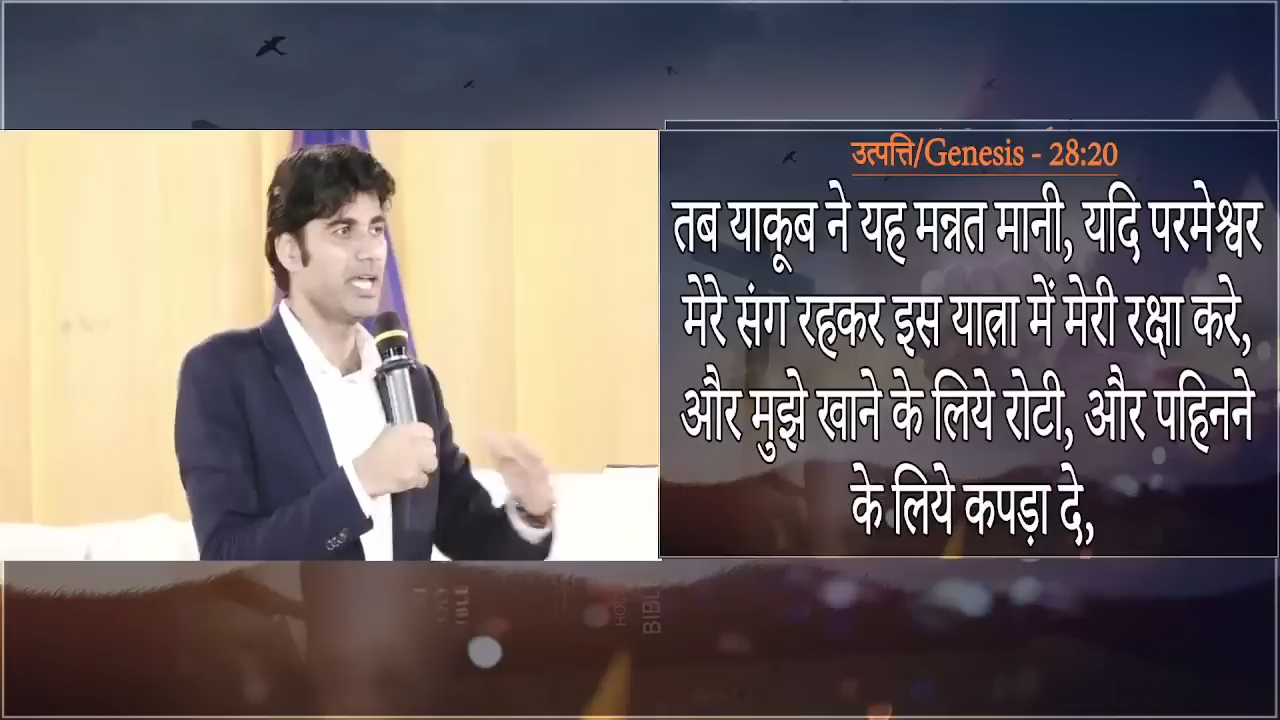 उत्पत्ति/Genesis - 28:20
तब याकूब ने यह मन्नत मानी, यदि परमेश्वर
मेरे संग रहकर इस यात्रा में मेरी रक्षा करे,
और मुझे खाने के लिये रोटी, और पहिनने
के लिये कपड़ा दे,
BIBLE